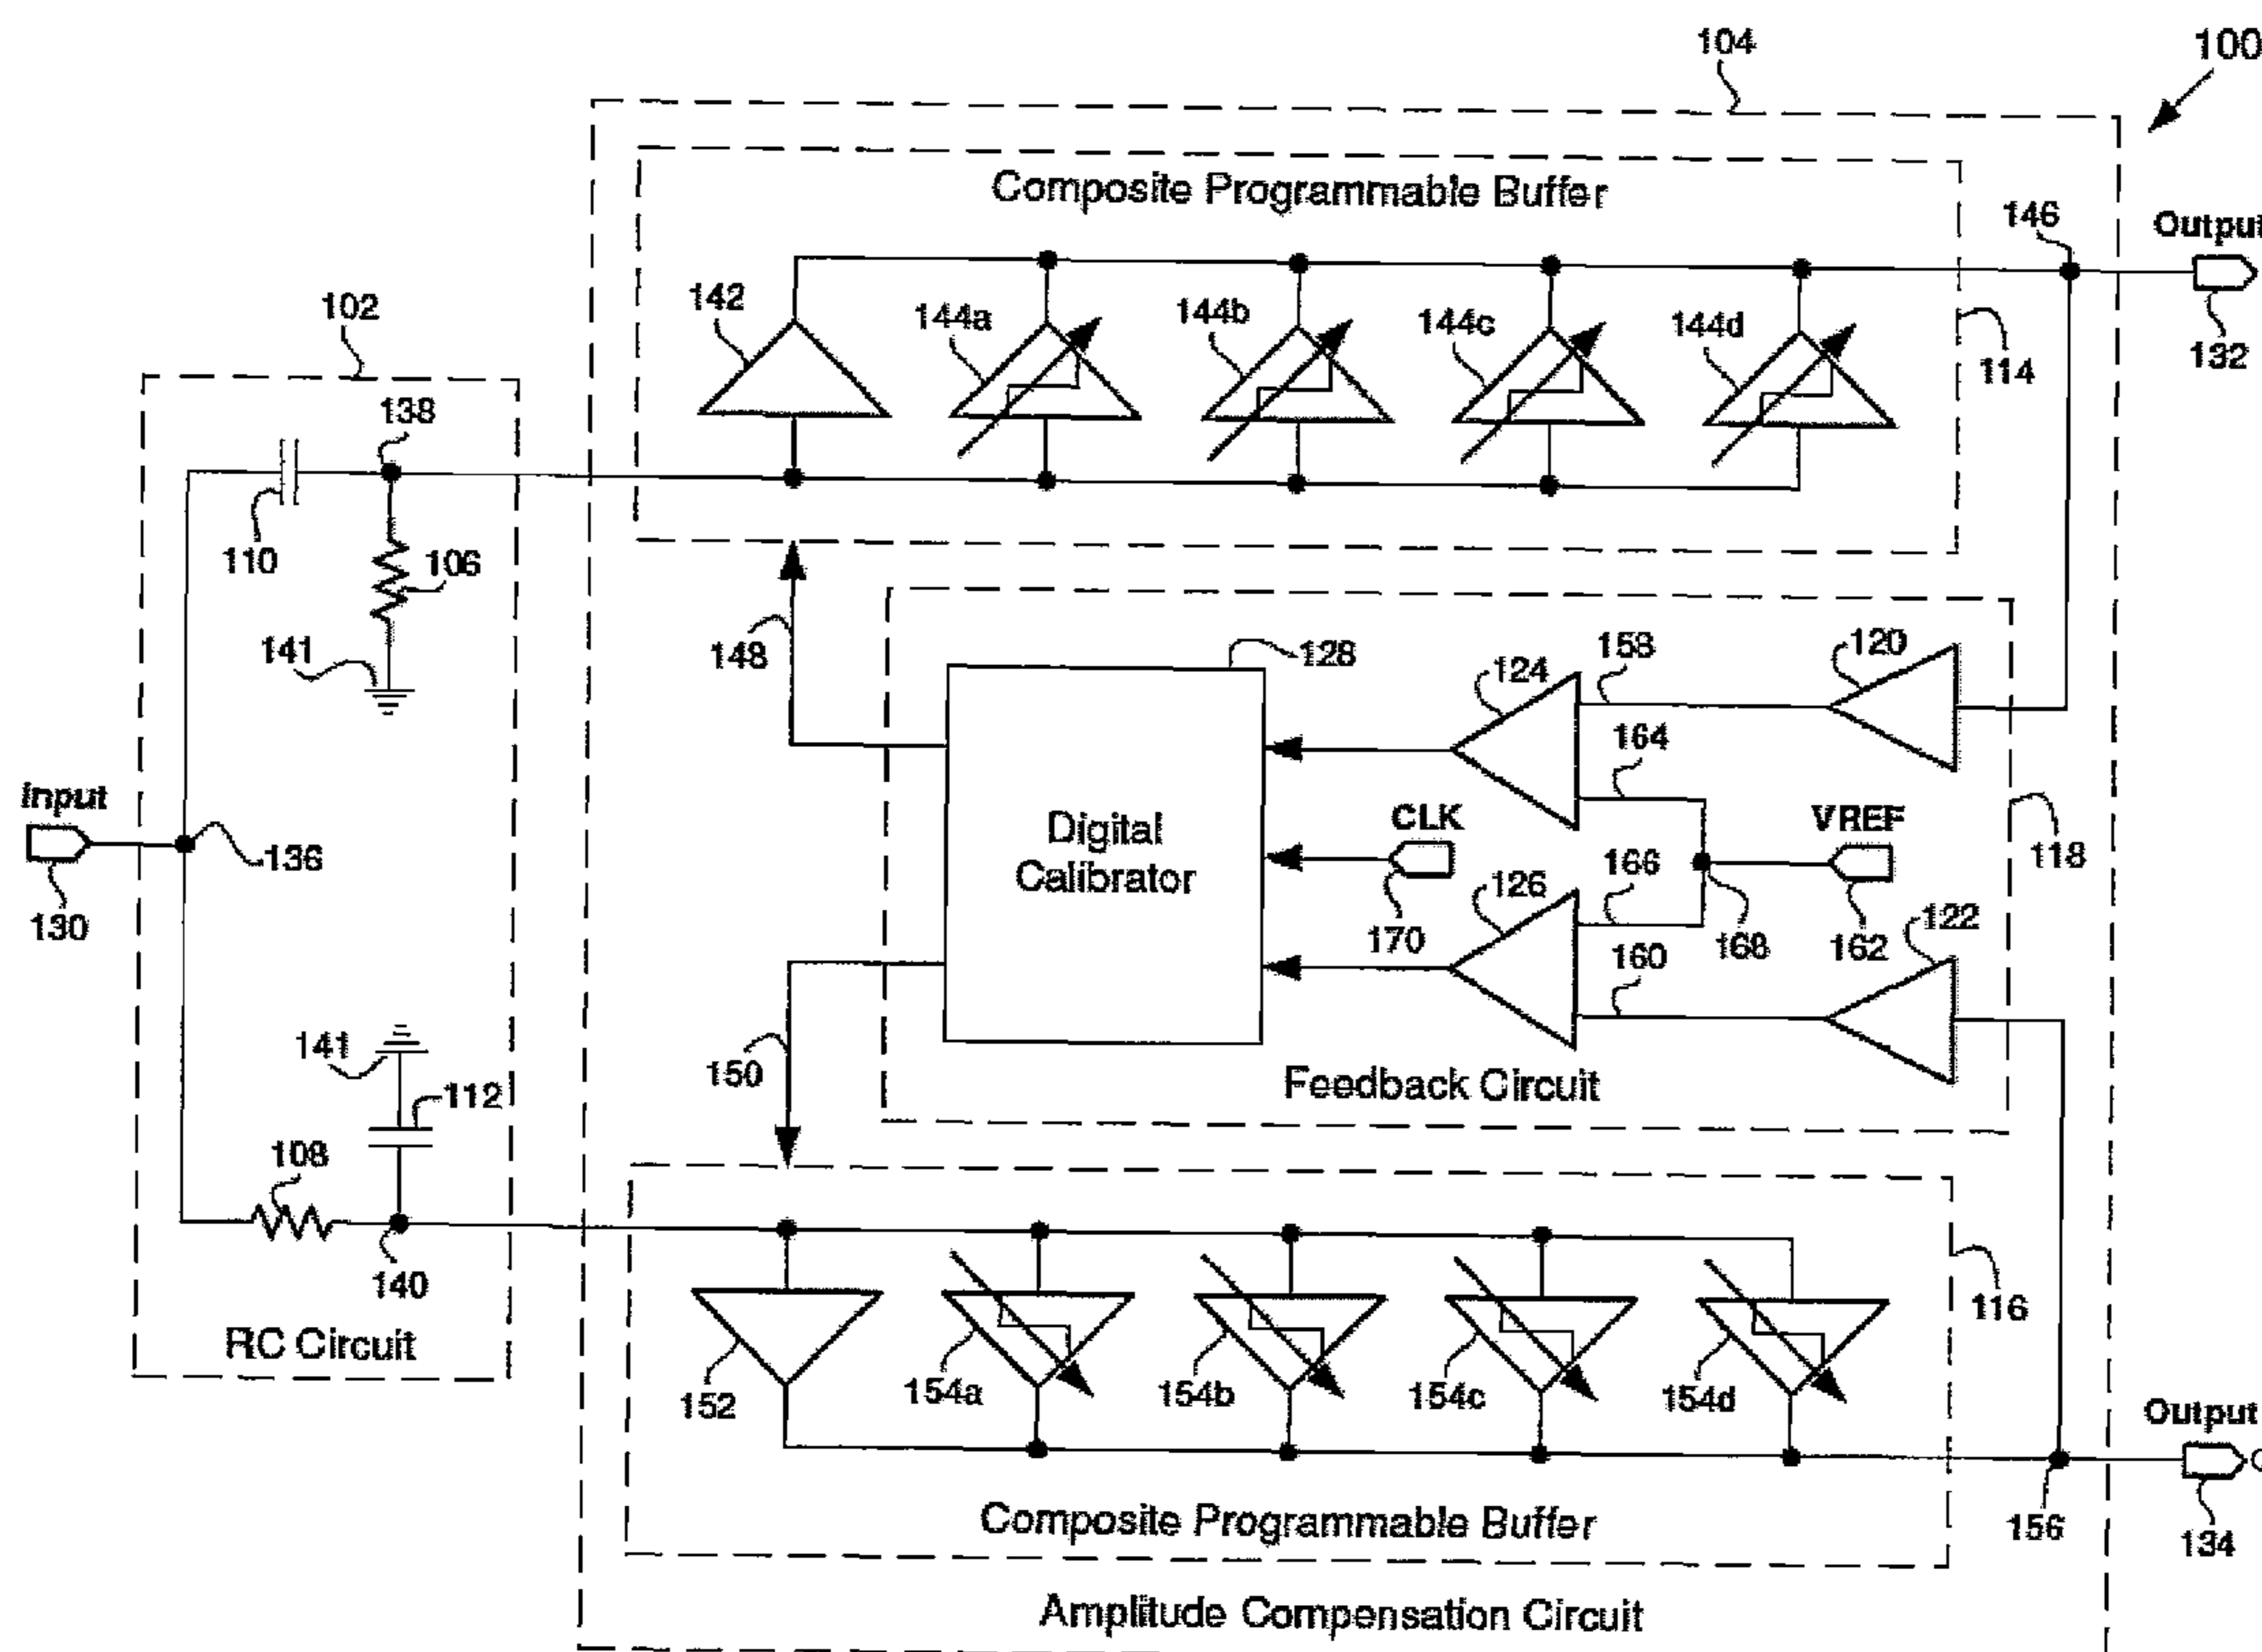 104
100
Composite Programmable Buffer
146
Output
142
144a
144b
144c
144d
132
114
102
138
110
106
141
148
128
124
158
120
164
Input
CLK
VREF
118
136
Digital
Calibrator
166
126
122
130
170
168
162
160
141
150
Feedback Circuit
112
108
140
116
RC Circuit
152
154a
154b
154c
154d
Output
Composite Programmable Buffer
156
134
Amplitude Compensation Circuit